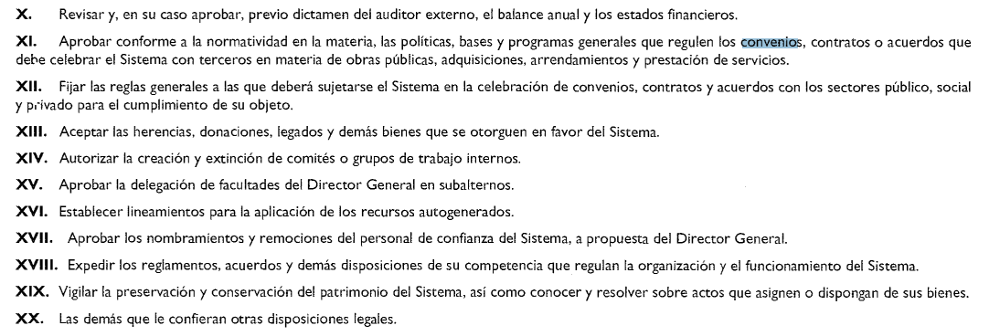 X. Revisar y, en su caso aprobar, previo dictamen del auditor externo, el balance anual y los estados financieros.
XI. Aprobar conforme a la normatividad en la materia, las políticas, bases y programas generales que regulen los convenios, contratos o acuerdos que
debe celebrar el Sistema con terceros en materia de obras públicas, adquisiciones, arrendamientos y prestación de servicios.
XII. Fijar las reglas generales a las que deberá sujetarse el Sistema en la celebración de convenios, contratos y acuerdos con los sectores público, social
y privado para el cumplimiento de su objeto.
XIII. Aceptar las herencias, donaciones, legados y demás bienes que se otorguen en favor del Sistema.
XIV. Autorizar la creación y extinción de comités o grupos de trabajo internos.
XV. Aprobar la delegación de facultades del Director General en subalternos.
XVI. Establecer lineamientos para la aplicación de los recursos autogenerados.
XVII. Aprobar los nombramientos y remociones del personal de confianza del Sistema, a propuesta del Director General.
XVIII. Expedir los reglamentos, acuerdos y demás disposiciones de su competencia que regulan la organización y el funcionamiento del Sistema.
XIX. Vigilar la preservación y conservación del patrimonio del Sistema, así como conocer y resolver sobre actos que asignen o dispongan de sus bienes.
XX. Las demás que le confieran otras disposiciones legales.